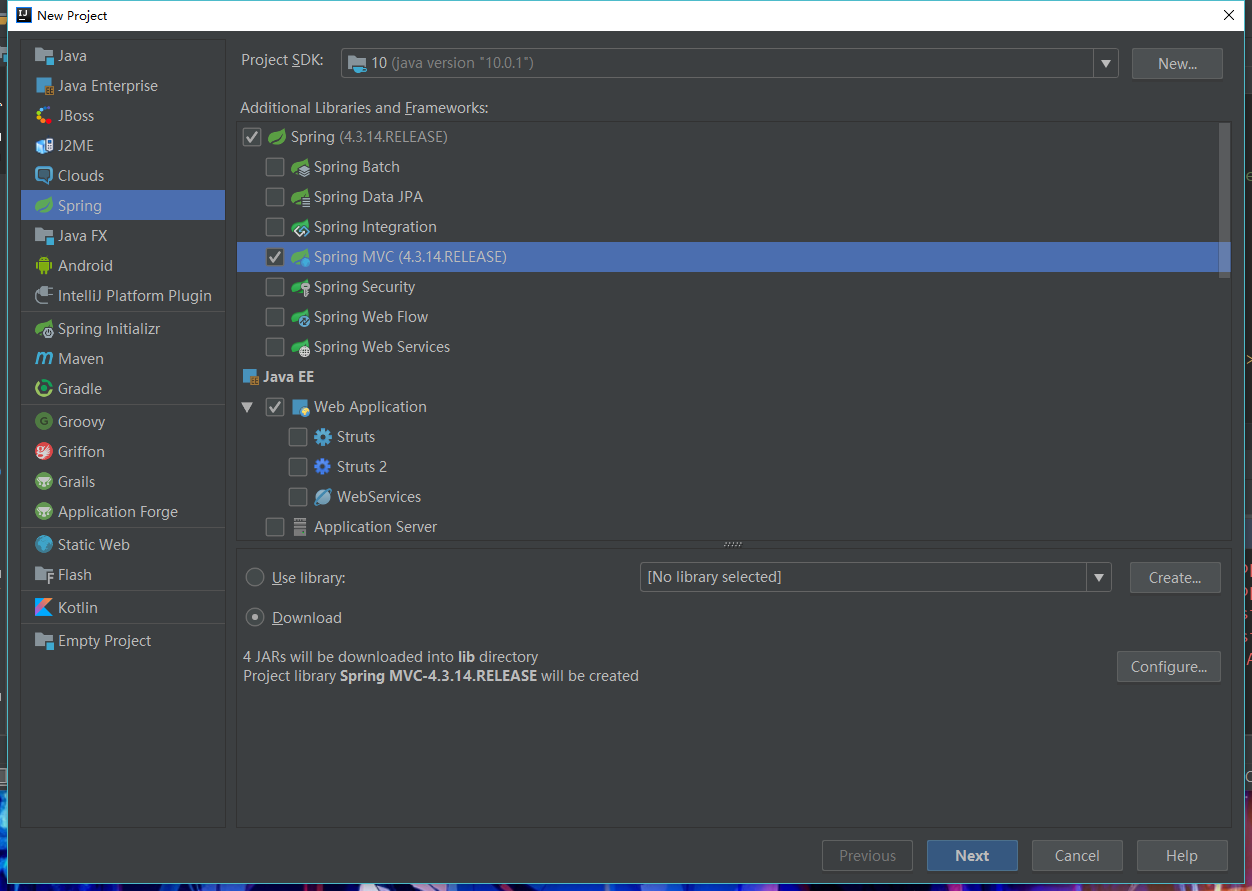 New Project
Java
Java Enterprise
JBoss
J2ME
Clouds
Spring
Java FX
Android
IntelliJ Platform Plugin
Spring Initializr
Maven
Gradle
Groovy
Griffon
Grails
Application Forge
Static Web
Flash
Kotlin
Empty Project
Project SDK: 10 (java version "10.0.1") New...
Additional Libraries and Frameworks:
Spring (4.3.14.RELEASE)
Spring Batch
Spring Data JPA
Spring Integration
Spring MVC (4.3.14.RELEASE)
Spring Security
Spring Web Flow
Spring Web Services
Java EE
Web Application
Struts
Struts 2
WebServices
Application Server
Use library: [No library selected] Create...
Download
4 JARs will be downloaded into lib directory
Project library Spring MVC-4.3.14.RELEASE will be created
Configure...
Previous Next Cancel Help